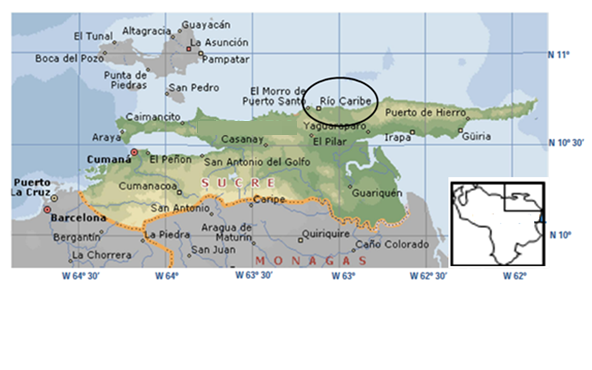 Guayacán
El Tunal
Altagracia
La Asunción
N 11°
Boca del Pozo
Pampatar
Punta de
Piedras
San Pedro
El Morro de
Puerto Santo
Río Caribe
Puerto de Hierro
Caimancito
Yaguaraparo
Araya
Casanay
El Pilar
Irapa
Güiria
N 10° 30'
Cumaná
El Peñon
San Antonio del Golfo
Puerto
La Cruz
Cumanacoa
SUCRE
Guariquén
Caripe
Barcelona
San Antonio
Aragua de
Maturín
Bergantín
La Piedra
Quiriquire
N 10°
Caño Colorado
La Chorrera
San Juan
MONAGAS
W 64° 30'
W 64°
W 63° 30'
W 63°
W 62° 30'
W 62°